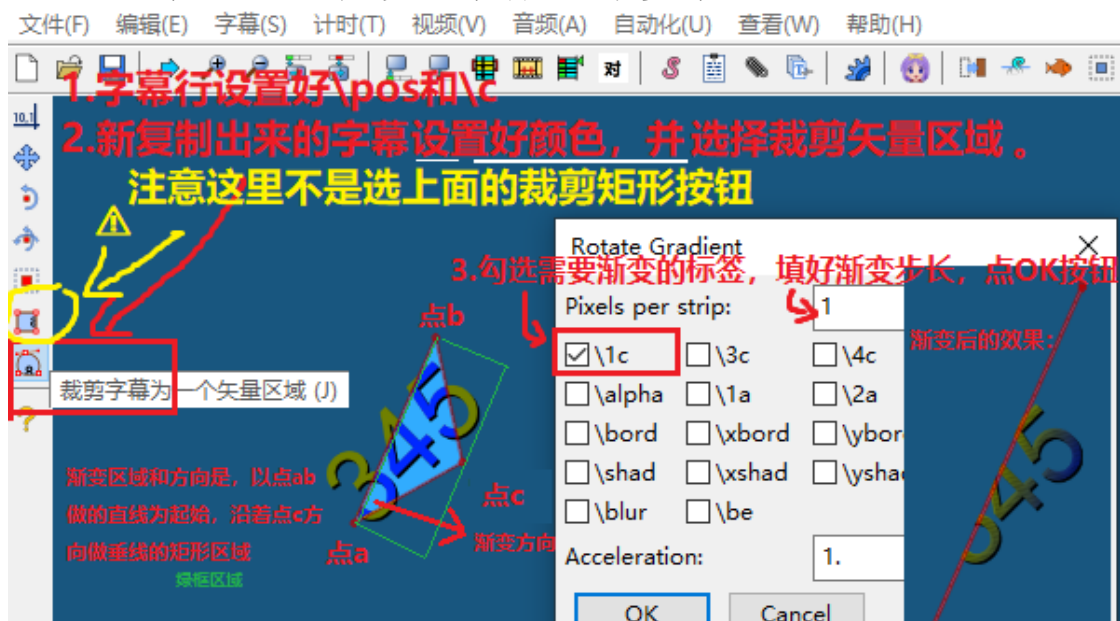 文件(F) 编辑(E) 字幕(S) 计时(T) 视频(V) 音频(A) 自动化(U) 查看(W) 帮助(H)
对
1.字幕行设置好\pos和\c
10.1
2.新复制出来的字幕设置好颜色，并选择裁剪矢量区域。
注意这里不是选上面的裁剪矩形按钮
Rotate Gradient
3.勾选需要渐变的标签，填好渐变步长，点OK按钮
Pixels per strip: 1
点b
渐变后的效果：
\1c \3c \4c
裁剪字幕为一个矢量区域 (J)
\alpha \1a \2a
\bord \xbord \ybor
345
045
渐变区域和方向是，以点ab
\shad \xshad \ysha
点c
做的直线为起始，沿着点c方
\blur \be
渐变方向
向做垂线的矩形区域
点a
Acceleration: 1.
绿框区域
OK Cancel